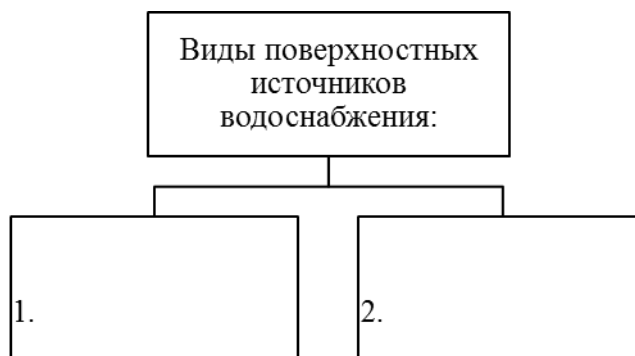 Виды поверхностных
источников
водоснабжения:
1.
2.